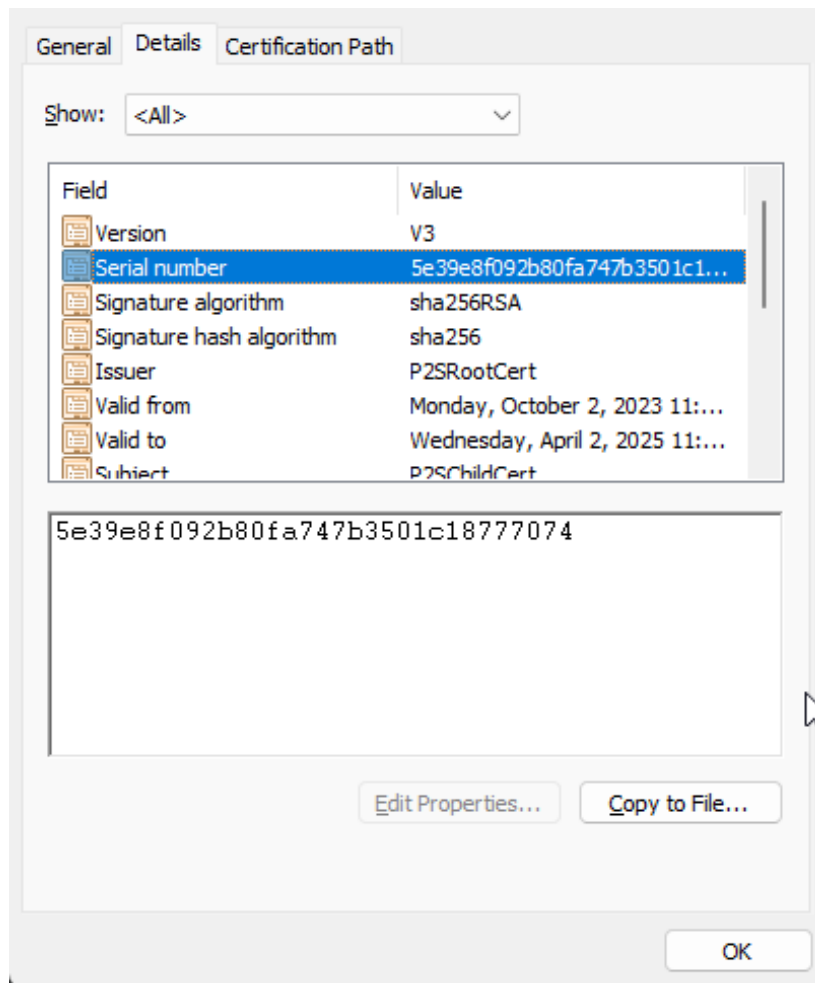 General Details Certification Path
Show: <All>
Field Value
Version V3
Serial number 5e39e8f092b80fa747b3501c1...
Signature algorithm sha256RSA
Signature hash algorithm sha256
Issuer P2SRootCert
Valid from Monday, October 2, 2023 11:...
Valid to Wednesday, April 2, 2025 11:...
Subject P2SChildCert
5e39e8f092b80fa747b3501c18777074
Edit Properties... Copy to File...
OK